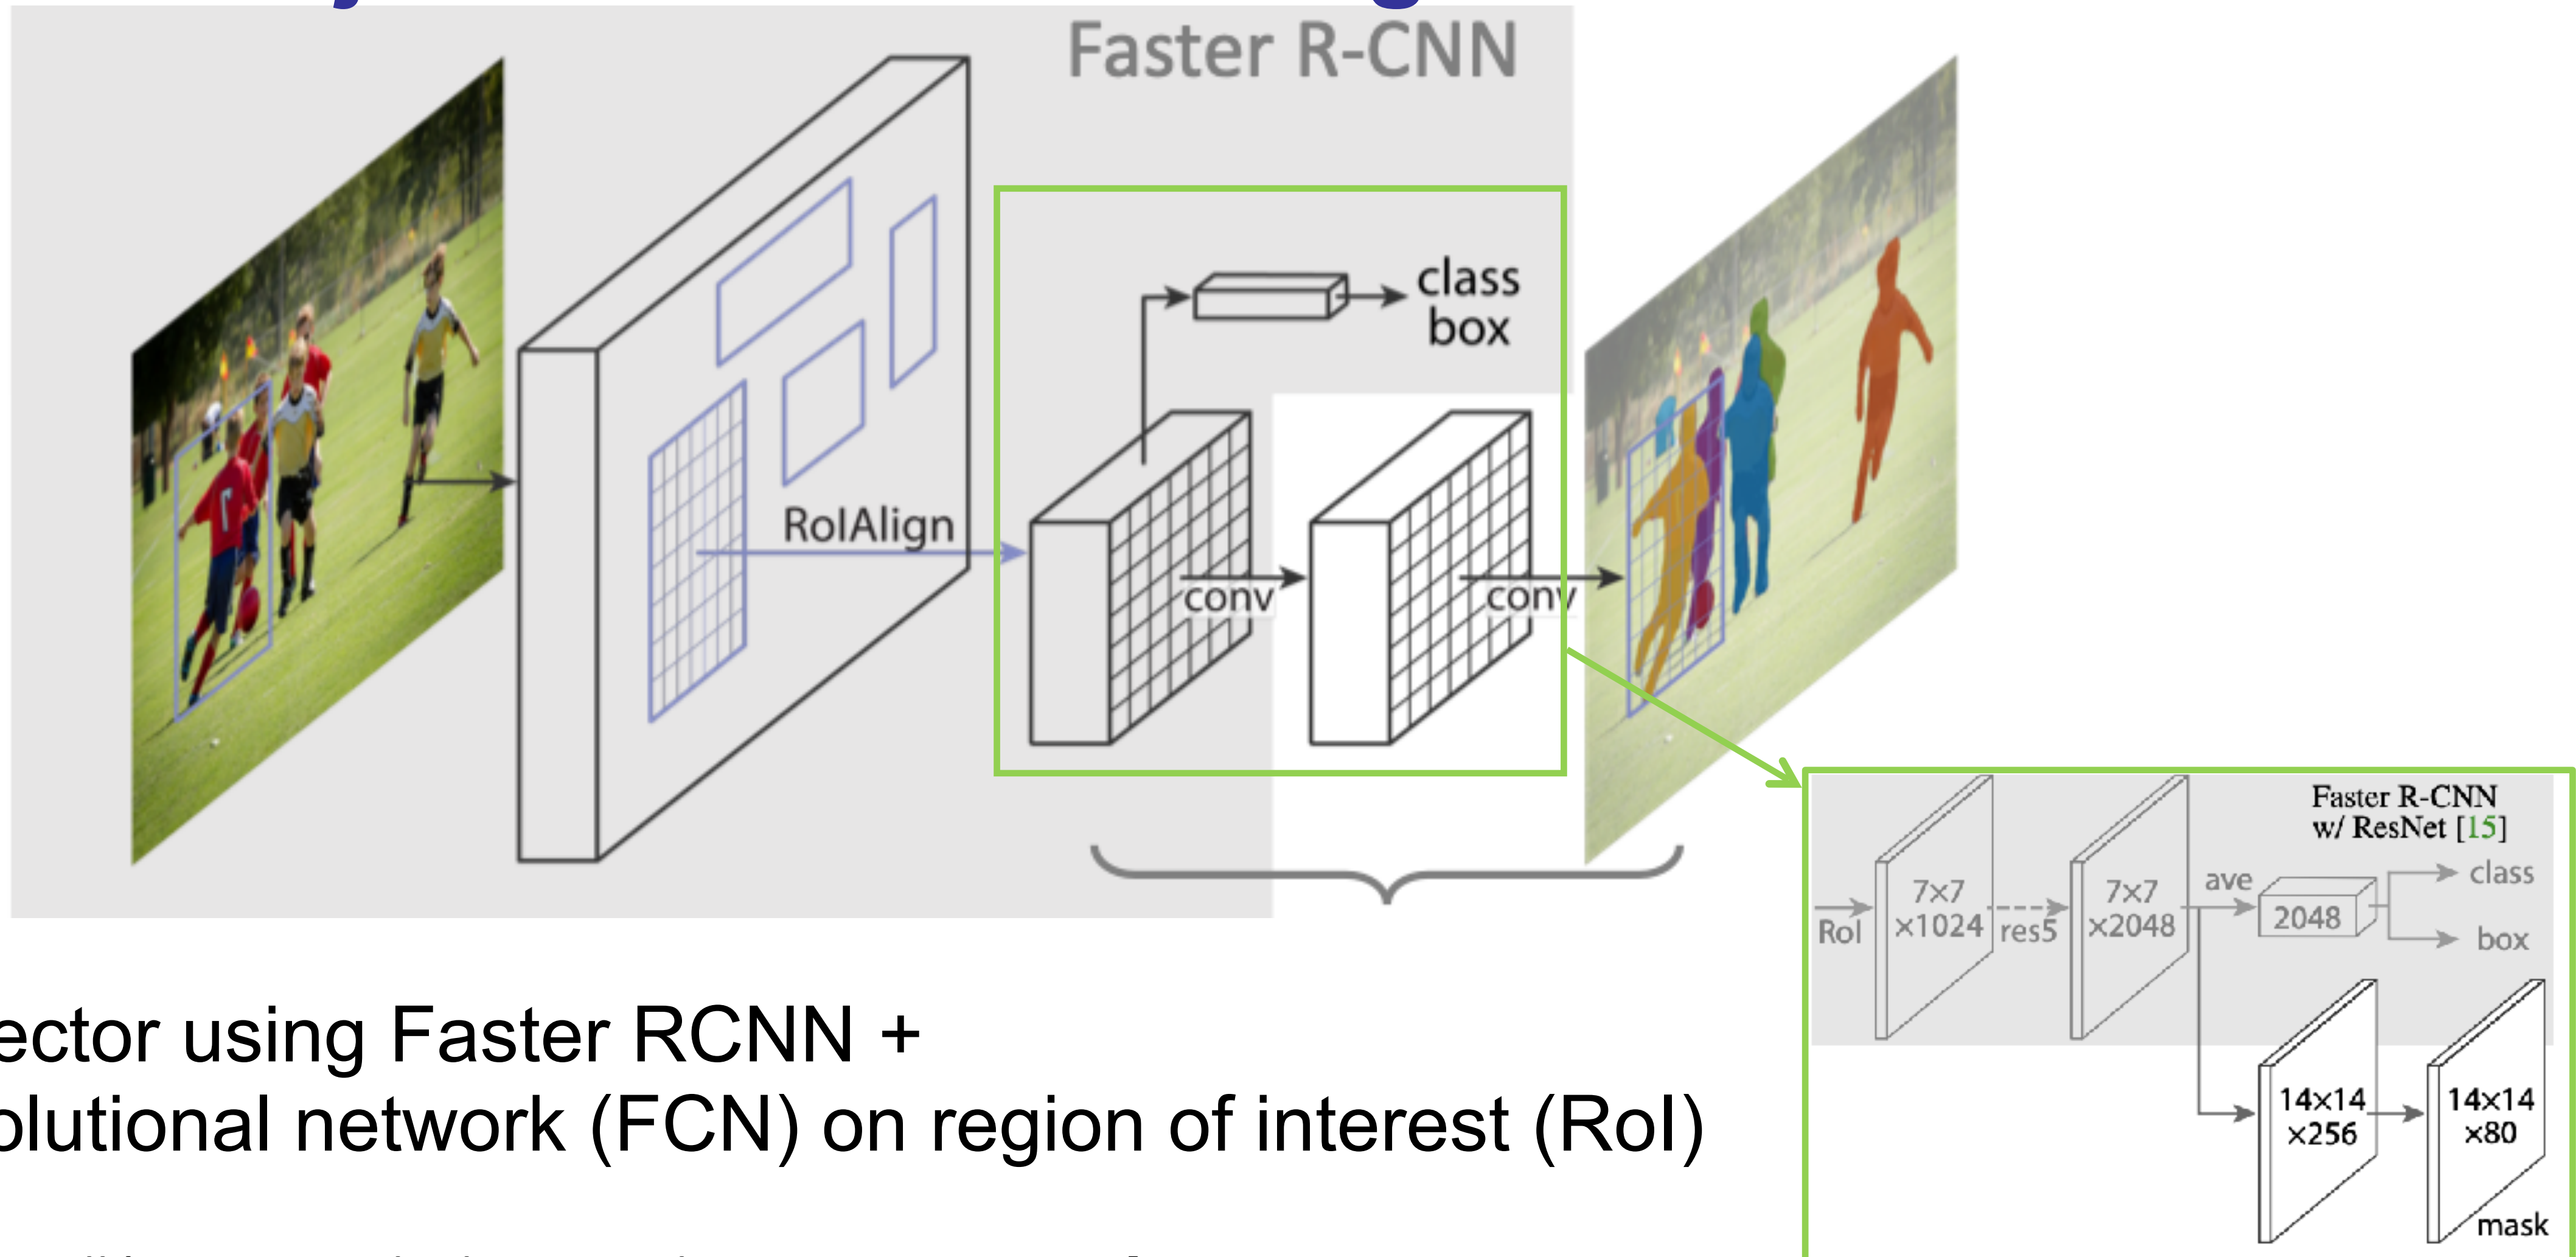 Faster R-CNN
class
box
RoIAlign
conv
conv
Faster R-CNN
w/ ResNet [15]
RoI
7×7
×1024
res5
7×7
×2048
ave
2048
class
box
14×14
×256
14×14
×80
mask
using Faster RCNN +
network (FCN) on region of interest (RoI)